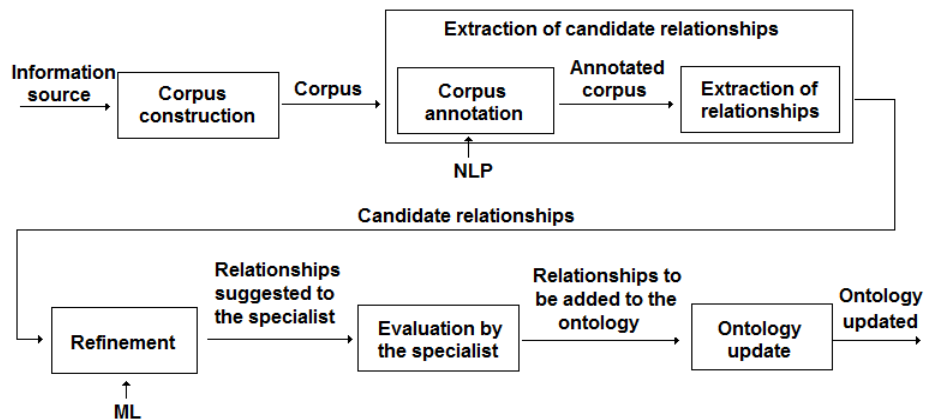 Extraction of candidate relationships
Information
source
Corpus
construction
Corpus
Corpus
annotation
Annotated
corpus
Extraction of
relationships
NLP
Candidate relationships
Refinement
ML
Relationships
suggested to
the specialist
Evaluation by
the specialist
Relationships to
be added to the
ontology
Ontology
update
Ontology
updated